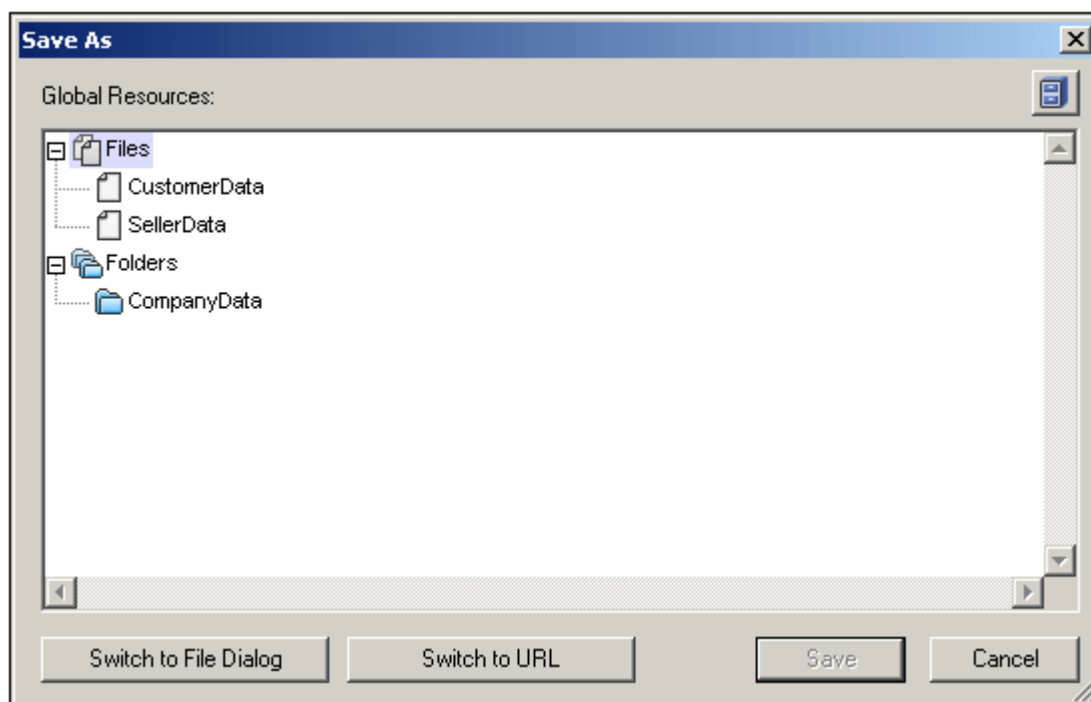 Save As
Global Resources:
Files
CustomerData
SellerData
Folders
CompanyData
Switch to File Dialog Switch to URL Save Cancel